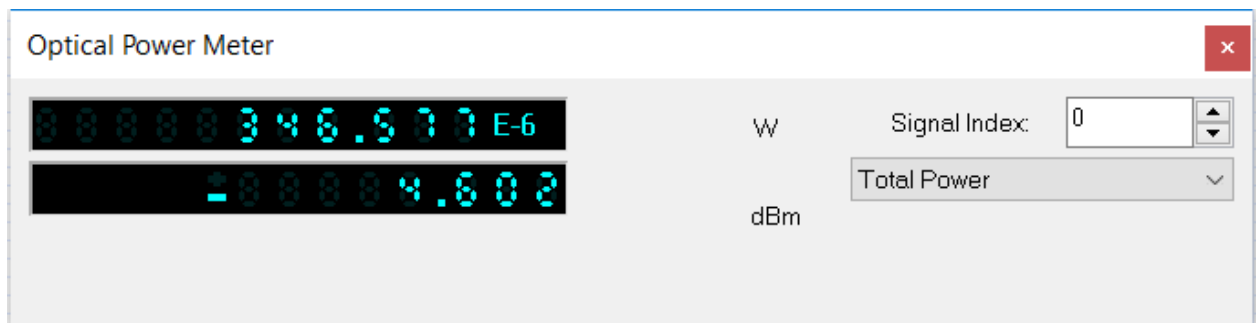 Optical Power Meter
346.577 E-6 W Signal Index: 0
- 4.602 dBm Total Power